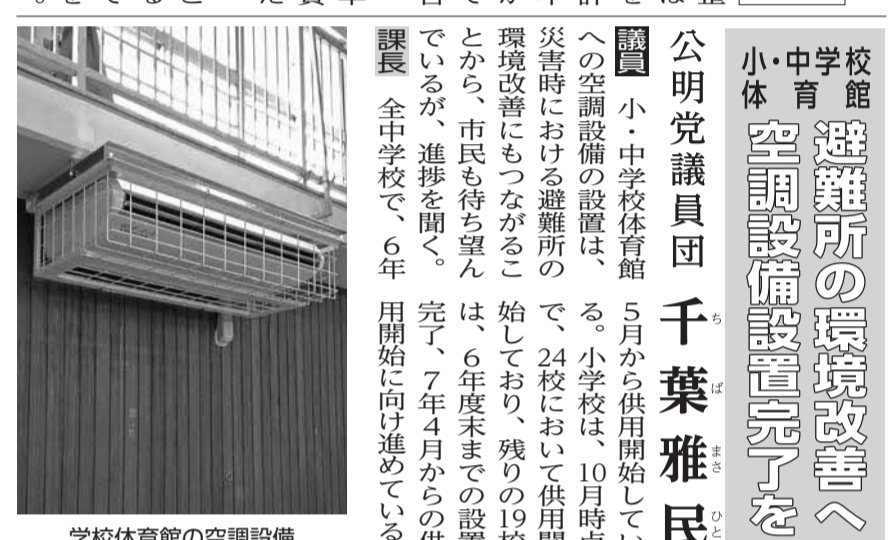 小・中学校
体育館
避難所の環境改善へ
空調設備設置完了を
公明党議員団
千葉雅民
ちばまさひと
議員　小・中学校体育館
への空調設備の設置は、
災害時における避難所の
環境改善にもつながるこ
とから、市民も待ち望ん
でいるが、進捗を聞く。
課長　全中学校で、６年
５月から供用開始してい
る。小学校は、10月時点
で、24校において供用開
始しており、残りの19校
は、６年度末までの設置
完了、７年４月からの供
用開始に向け進めている
学校体育館の空調設備